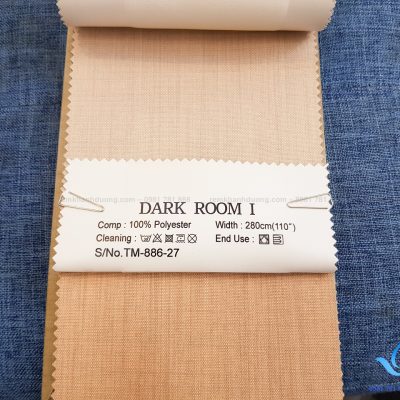 DARK ROOM I
Comp : 100% Polyester Width : 280cm(110")
Cleaning : End Use :
S/No.TM-886-27